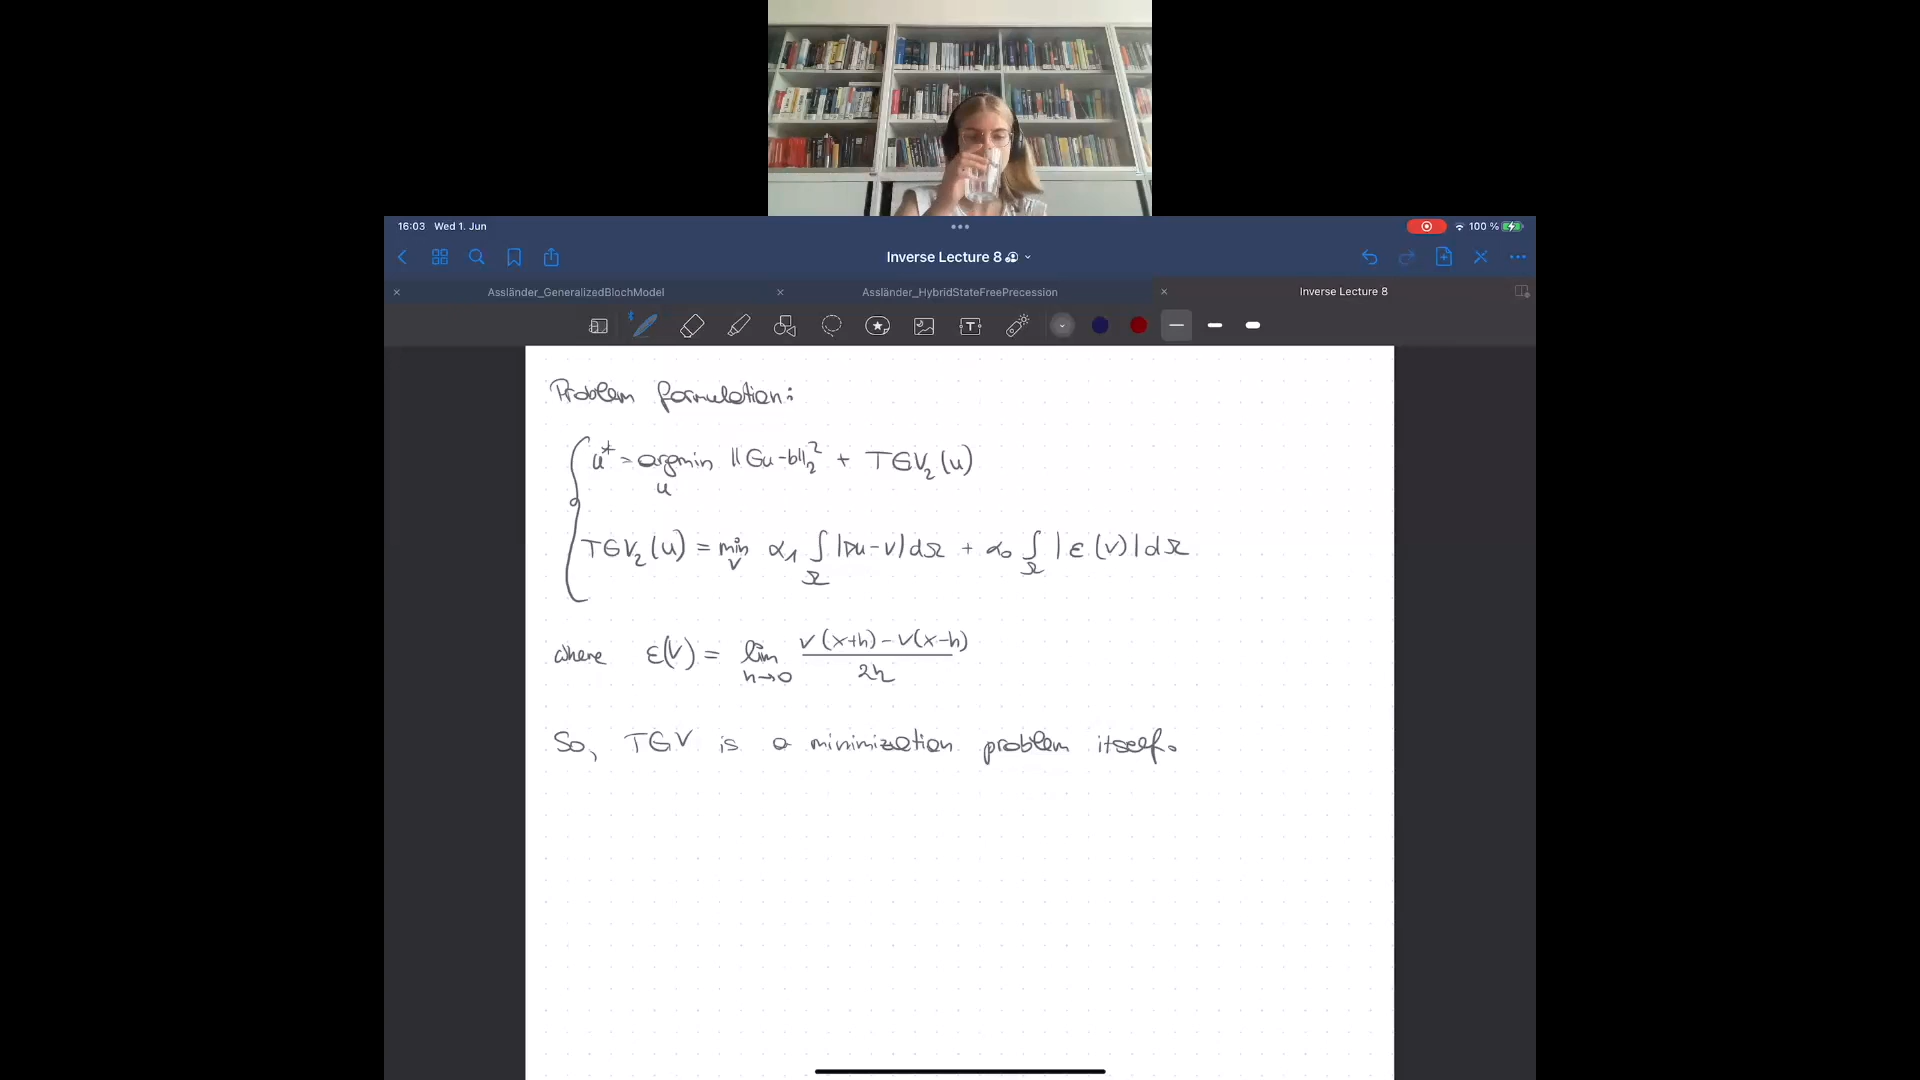 16:03 Wed 1. Jun
100 %
Inverse Lecture 8
Assländer_GeneralizedBlochModel
Assländer_HybridStateFreePrecession
Inverse Lecture 8
Problem formulation:
u* = argmin ||Gu-b||₂² + TGV₂(u)
u
TGV₂(u) = min α₁ ∫ |∇u-v| dΩ + α₀ ∫ | ε(v) | dΩ
v Ω Ω
where ε(v) = lim v(x+h) - v(x-h)
h→0 2h
So, TGV is a minimization problem itself.